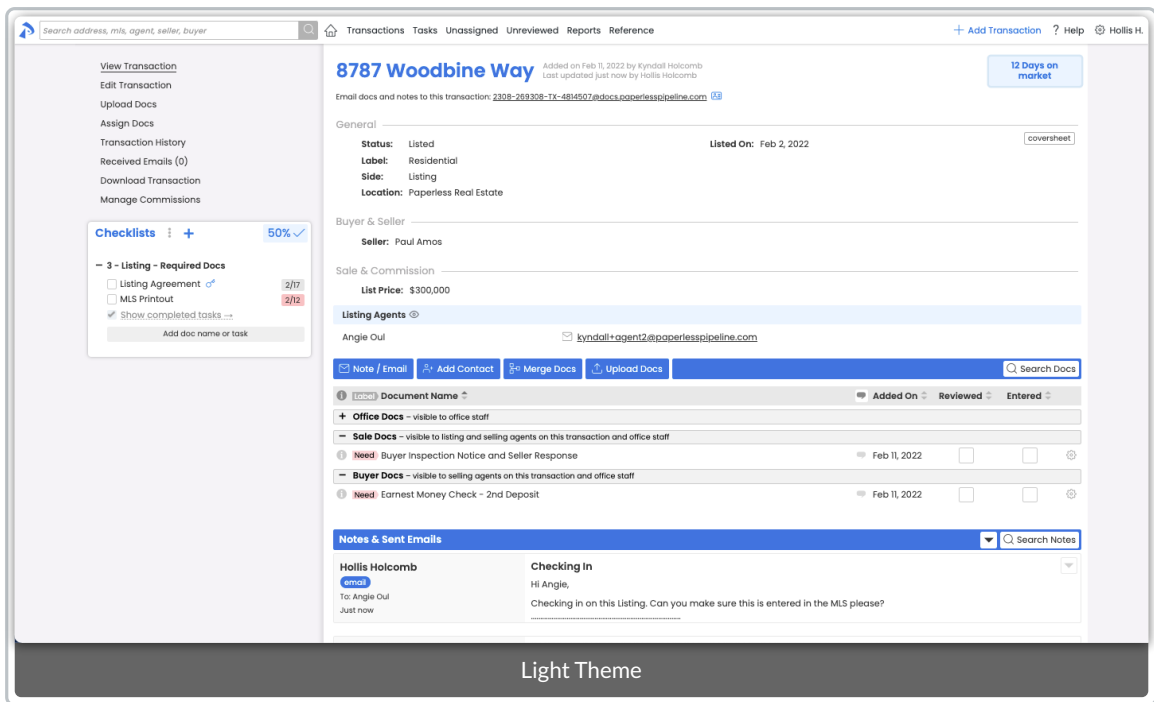 Search address, mls, agent, seller, buyer
Transactions Tasks Unassigned Unreviewed Reports Reference
+ Add Transaction ? Help Hollis H.
View Transaction
Edit Transaction
Upload Docs
Assign Docs
Transaction History
Received Emails (0)
Download Transaction
Manage Commissions
Checklists + 50%
– 3 - Listing - Required Docs
Listing Agreement 2/17
MLS Printout 2/12
Show completed tasks →
Add doc name or task
8787 Woodbine Way
Added on Feb 11, 2022 by Kyndall Holcomb
Last updated just now by Hollis Holcomb
12 Days on
market
Email docs and notes to this transaction: 2308-269308-TX-4814507@docs.paperlesspipeline.com
General
coversheet
Status: Listed Listed On: Feb 2, 2022
Label: Residential
Side: Listing
Location: Paperless Real Estate
Buyer & Seller
Seller: Paul Amos
Sale & Commission
List Price: $300,000
Listing Agents
Angie Oul kyndall+agent2@paperlesspipeline.com
Note / Email Add Contact Merge Docs Upload Docs Search Docs
Label Document Name Added On Reviewed Entered
+ Office Docs - visible to office staff
– Sale Docs - visible to listing and selling agents on this transaction and office staff
Need Buyer Inspection Notice and Seller Response Feb 11, 2022
– Buyer Docs - visible to selling agents on this transaction and office staff
Need Earnest Money Check - 2nd Deposit Feb 11, 2022
Notes & Sent Emails Search Notes
Hollis Holcomb
email
To: Angie Oul
Just now
Checking In
Hi Angie,
Checking in on this Listing. Can you make sure this is entered in the MLS please?
Light Theme